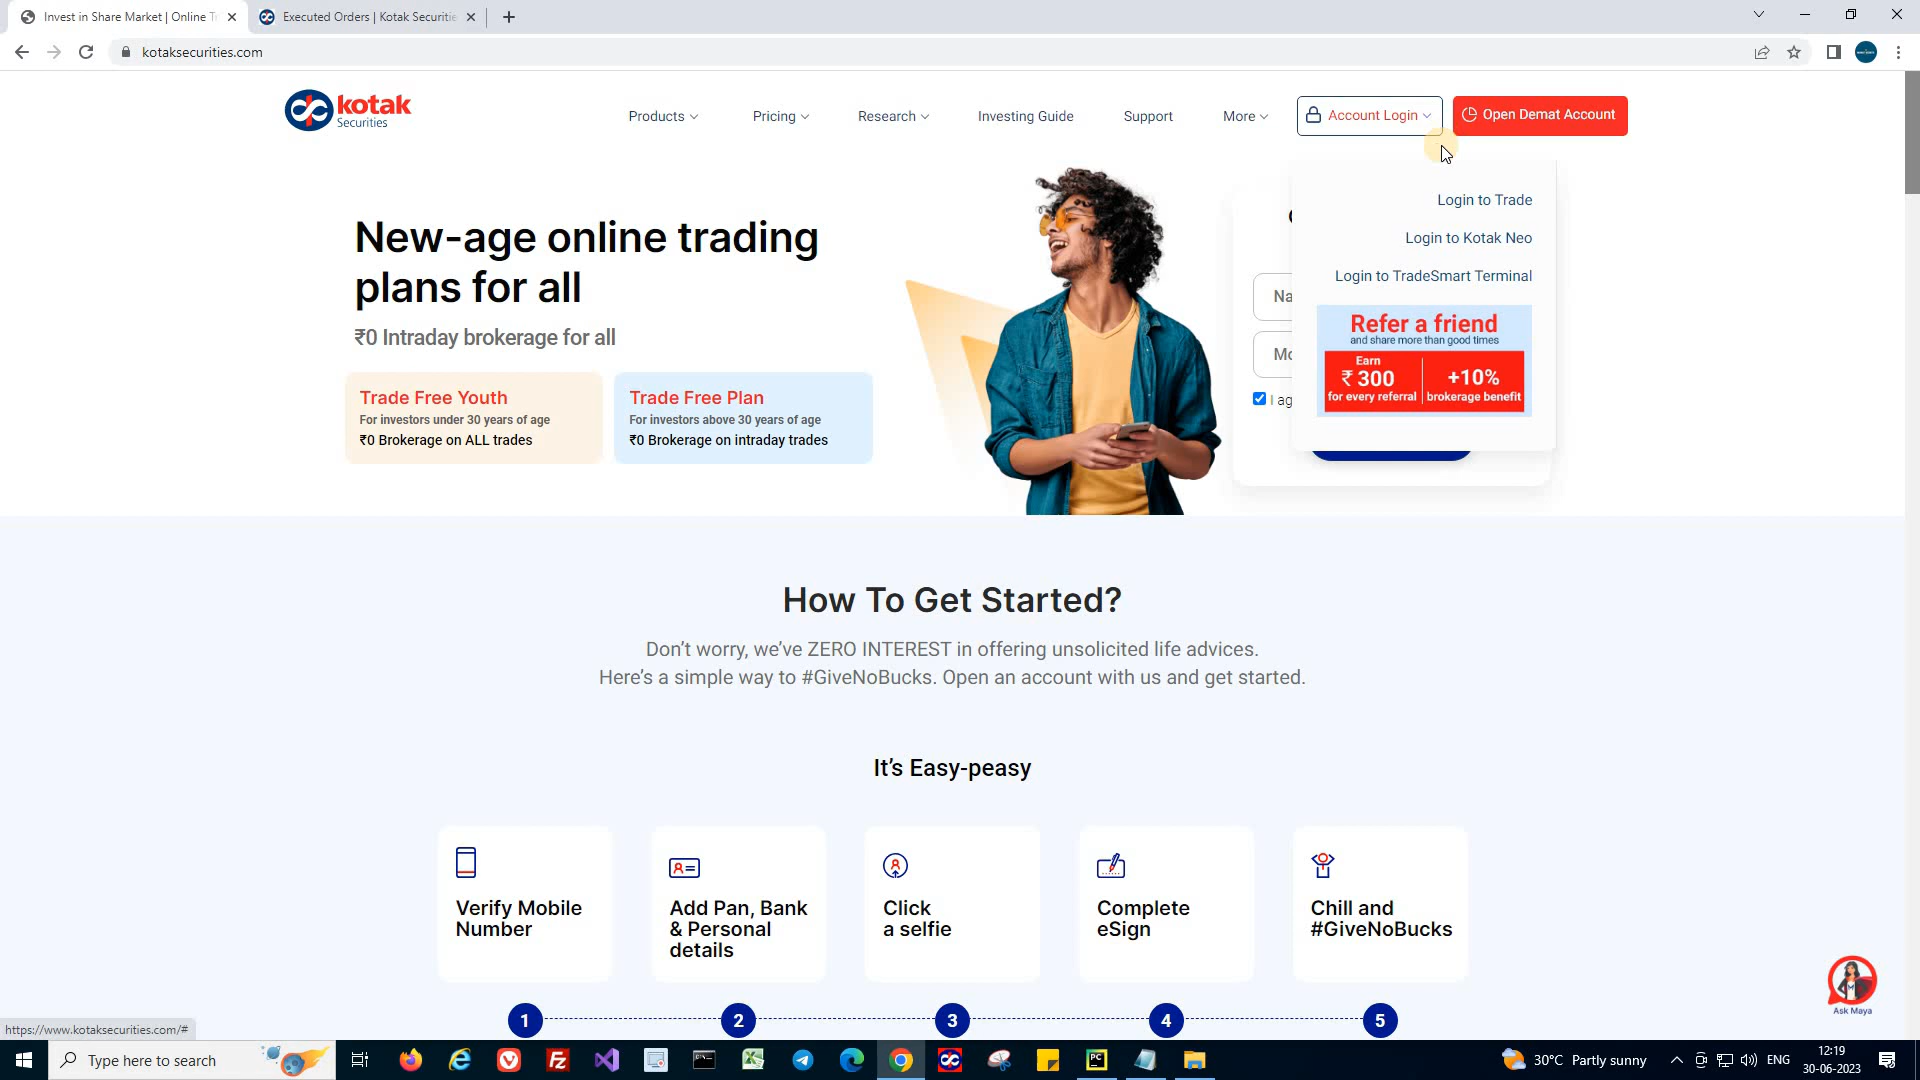 Invest in Share Market | Online T
Executed Orders | Kotak Securitie
kotaksecurities.com
kotak
Securities
Products
Pricing
Research
Investing Guide
Support
More
Account Login
Open Demat Account
Login to Trade
Login to Kotak Neo
Login to TradeSmart Terminal
Refer a friend
and share more than good times
Earn
₹ 300
for every referral
+10%
brokerage benefit
New-age online trading
plans for all
₹0 Intraday brokerage for all
Trade Free Youth
For investors under 30 years of age
₹0 Brokerage on ALL trades
Trade Free Plan
For investors above 30 years of age
₹0 Brokerage on intraday trades
Na
Mo
I ag
How To Get Started?
Don’t worry, we’ve ZERO INTEREST in offering unsolicited life advices.
Here’s a simple way to #GiveNoBucks. Open an account with us and get started.
It’s Easy-peasy
Verify Mobile
Number
Add Pan, Bank
& Personal
details
Click
a selfie
Complete
eSign
Chill and
#GiveNoBucks
1
2
3
4
5
Ask Maya
https://www.kotaksecurities.com/#
Type here to search
30°C Partly sunny
ENG
12:19
30-06-2023